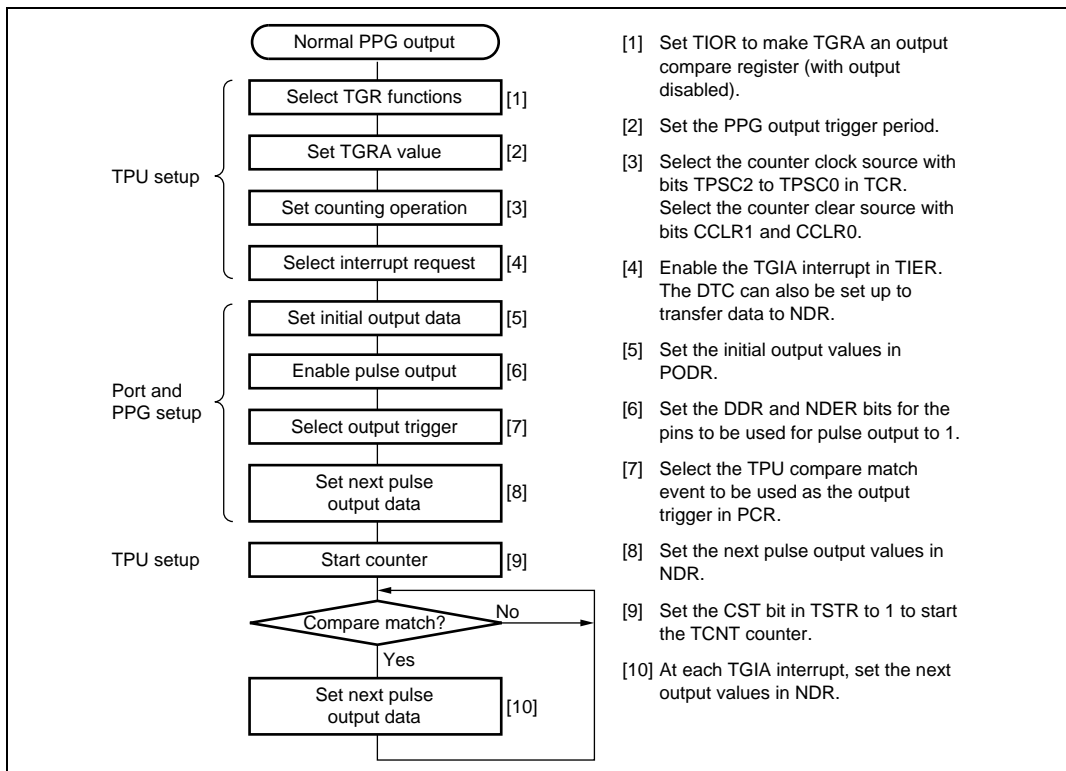 Normal PPG output
Select TGR functions [1]
Set TGRA value [2]
TPU setup
Set counting operation [3]
Select interrupt request [4]
Set initial output data [5]
Enable pulse output [6]
Port and
PPG setup
Select output trigger [7]
Set next pulse
output data [8]
TPU setup
Start counter [9]
Compare match? No
Yes
Set next pulse
output data [10]
[1] Set TIOR to make TGRA an output
compare register (with output
disabled).
[2] Set the PPG output trigger period.
[3] Select the counter clock source with
bits TPSC2 to TPSC0 in TCR.
Select the counter clear source with
bits CCLR1 and CCLR0.
[4] Enable the TGIA interrupt in TIER.
The DTC can also be set up to
transfer data to NDR.
[5] Set the initial output values in
PODR.
[6] Set the DDR and NDER bits for the
pins to be used for pulse output to 1.
[7] Select the TPU compare match
event to be used as the output
trigger in PCR.
[8] Set the next pulse output values in
NDR.
[9] Set the CST bit in TSTR to 1 to start
the TCNT counter.
[10] At each TGIA interrupt, set the next
output values in NDR.